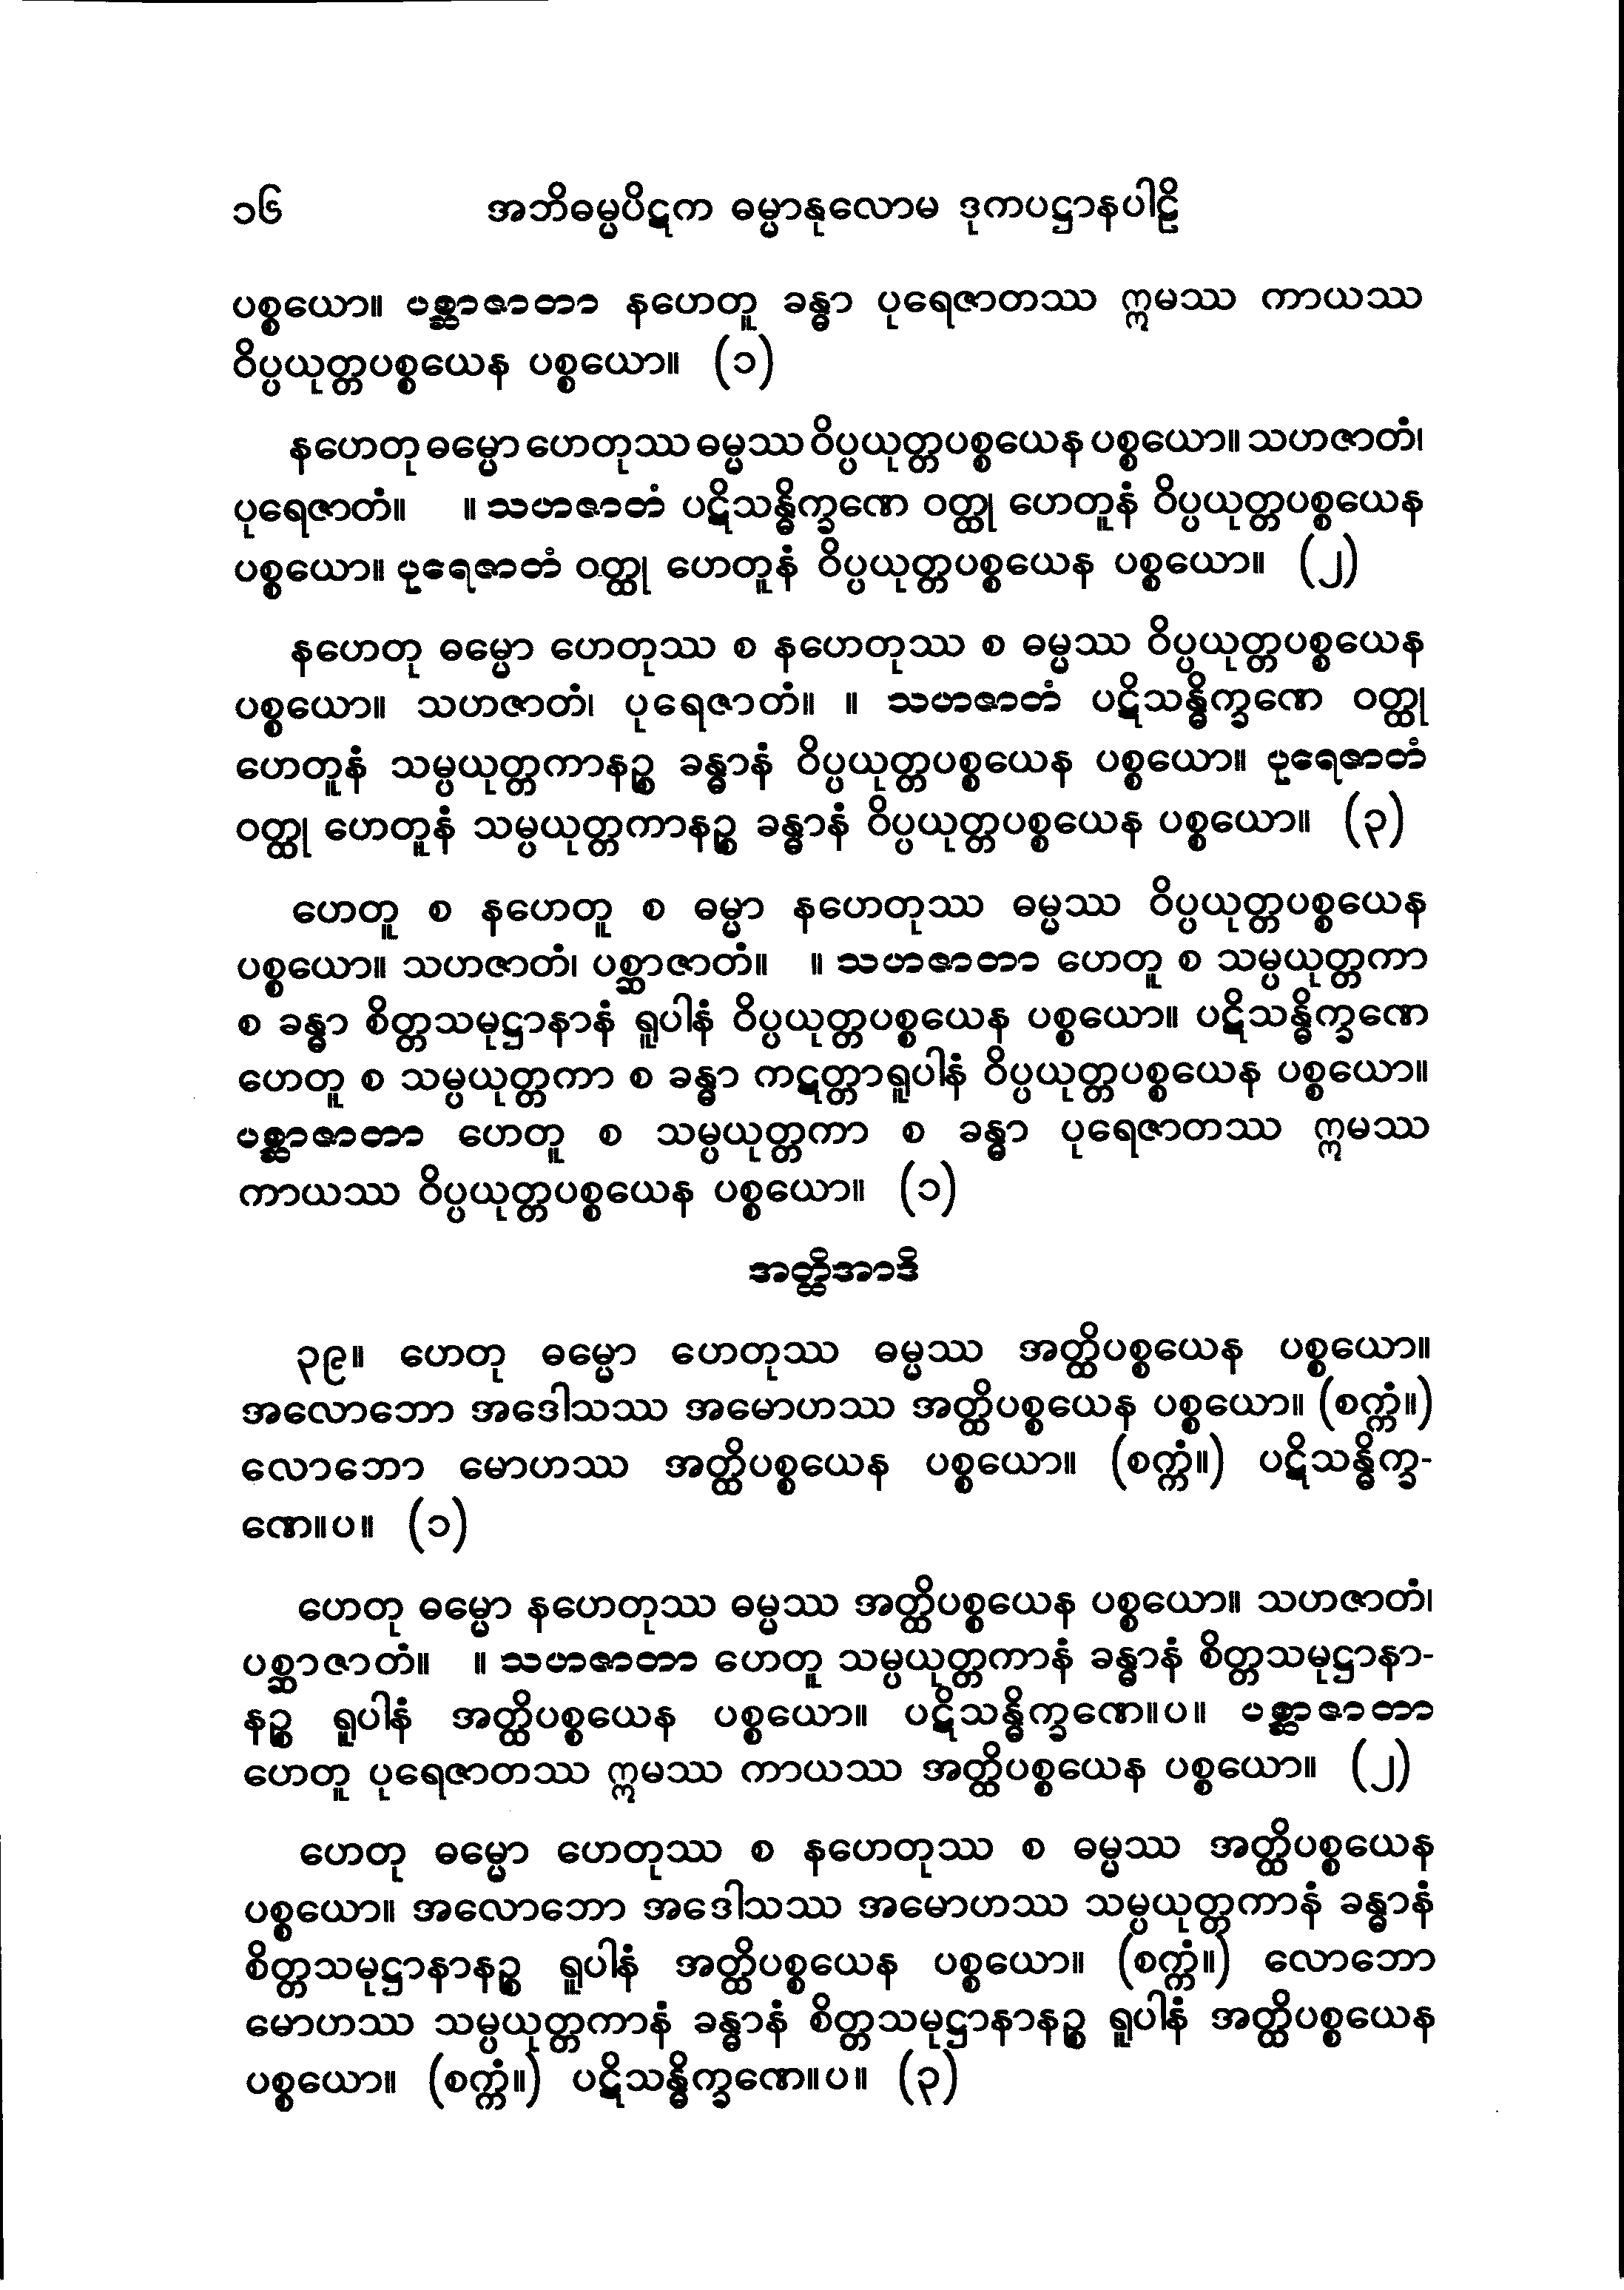 ၁၆ အဘိဓမ္မပိဋက ဓမ္မာနုလောမ ဒုကပဋ္ဌာနပါဠိ
ပစ္စယော။ ပစ္ဆာဇာတာ နဟေတူ ခန္ဓာ ပုရေဇာတဿ ဣမဿ ကာယဿ
ဝိပ္ပယုတ္တပစ္စယေန ပစ္စယော။ (၁)
နဟေတု ဓမ္မော ဟေတုဿ ဓမ္မဿ ဝိပ္ပယုတ္တပစ္စယေန ပစ္စယော။ သဟဇာတံ၊
ပုရေဇာတံ။ ။ သဟဇာတံ ပဋိသန္ဓိက္ခဏေ ဝတ္ထု ဟေတူနံ ဝိပ္ပယုတ္တပစ္စယေန
ပစ္စယော။ ပုရေဇာတံ ဝတ္ထု ဟေတူနံ ဝိပ္ပယုတ္တပစ္စယေန ပစ္စယော။ (၂)
နဟေတု ဓမ္မော ဟေတုဿ စ နဟေတုဿ စ ဓမ္မဿ ဝိပ္ပယုတ္တပစ္စယေန
ပစ္စယော။ သဟဇာတံ၊ ပုရေဇာတံ။ ။ သဟဇာတံ ပဋိသန္ဓိက္ခဏေ ဝတ္ထု
ဟေတူနံ သမ္ပယုတ္တကာနဉ္စ ခန္ဓာနံ ဝိပ္ပယုတ္တပစ္စယေန ပစ္စယော။ ပုရေဇာတံ
ဝတ္ထု ဟေတူနံ သမ္ပယုတ္တကာနဉ္စ ခန္ဓာနံ ဝိပ္ပယုတ္တပစ္စယေန ပစ္စယော။ (၃)
ဟေတူ စ နဟေတူ စ ဓမ္မာ နဟေတုဿ ဓမ္မဿ ဝိပ္ပယုတ္တပစ္စယေန
ပစ္စယော။ သဟဇာတံ၊ ပစ္ဆာဇာတံ။ ။ သဟဇာတာ ဟေတူ စ သမ္ပယုတ္တကာ
စ ခန္ဓာ စိတ္တသမုဋ္ဌာနာနံ ရူပါနံ ဝိပ္ပယုတ္တပစ္စယေန ပစ္စယော။ ပဋိသန္ဓိက္ခဏေ
ဟေတူ စ သမ္ပယုတ္တကာ စ ခန္ဓာ ကဋတ္တာရူပါနံ ဝိပ္ပယုတ္တပစ္စယေန ပစ္စယော။
ပစ္ဆာဇာတာ ဟေတူ စ သမ္ပယုတ္တကာ စ ခန္ဓာ ပုရေဇာတဿ ဣမဿ
ကာယဿ ဝိပ္ပယုတ္တပစ္စယေန ပစ္စယော။ (၁)
အတ္ထိအာဒိ
၃၉။ ဟေတု ဓမ္မော ဟေတုဿ ဓမ္မဿ အတ္ထိပစ္စယေန ပစ္စယော။
အလောဘော အဒေါသဿ အမောဟဿ အတ္ထိပစ္စယေန ပစ္စယော။ (စက္ကံ။)
လောဘော မောဟဿ အတ္ထိပစ္စယေန ပစ္စယော။ (စက္ကံ။) ပဋိသန္ဓိက္ခ-
ဏေ။ပ။ (၁)
ဟေတု ဓမ္မော နဟေတုဿ ဓမ္မဿ အတ္ထိပစ္စယေန ပစ္စယော။ သဟဇာတံ၊
ပစ္ဆာဇာတံ။ ။ သဟဇာတာ ဟေတူ သမ္ပယုတ္တကာနံ ခန္ဓာနံ စိတ္တသမုဋ္ဌာနာ-
နဉ္စ ရူပါနံ အတ္ထိပစ္စယေန ပစ္စယော။ ပဋိသန္ဓိက္ခဏေ။ပ။ ပစ္ဆာဇာတာ
ဟေတူ ပုရေဇာတဿ ဣမဿ ကာယဿ အတ္ထိပစ္စယေန ပစ္စယော။ (၂)
ဟေတု ဓမ္မော ဟေတုဿ စ နဟေတုဿ စ ဓမ္မဿ အတ္ထိပစ္စယေန
ပစ္စယော။ အလောဘော အဒေါသဿ အမောဟဿ သမ္ပယုတ္တကာနံ ခန္ဓာနံ
စိတ္တသမုဋ္ဌာနာနဉ္စ ရူပါနံ အတ္ထိပစ္စယေန ပစ္စယော။ (စက္ကံ။) လောဘော
မောဟဿ သမ္ပယုတ္တကာနံ ခန္ဓာနံ စိတ္တသမုဋ္ဌာနာနဉ္စ ရူပါနံ အတ္ထိပစ္စယေန
ပစ္စယော။ (စက္ကံ။) ပဋိသန္ဓိက္ခဏေ။ပ။ (၃)